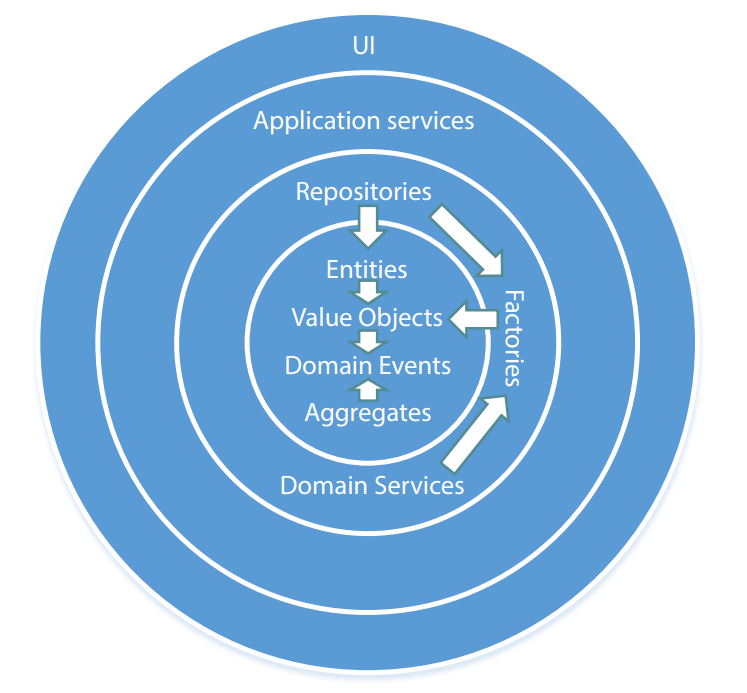 UI
Application services
Repositories
Entities
Value Objects
Factories
Domain Events
Aggregates
Domain Services